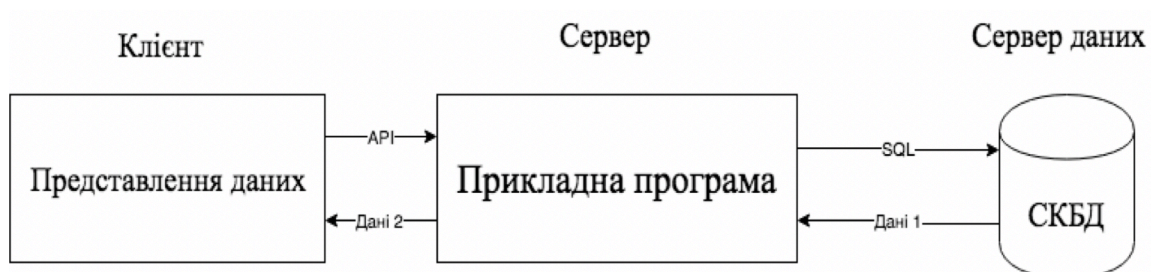 Клієнт
Сервер
Сервер даних
Представлення даних
API
Дані 2
Прикладна програма
SQL
Дані 1
СКБД